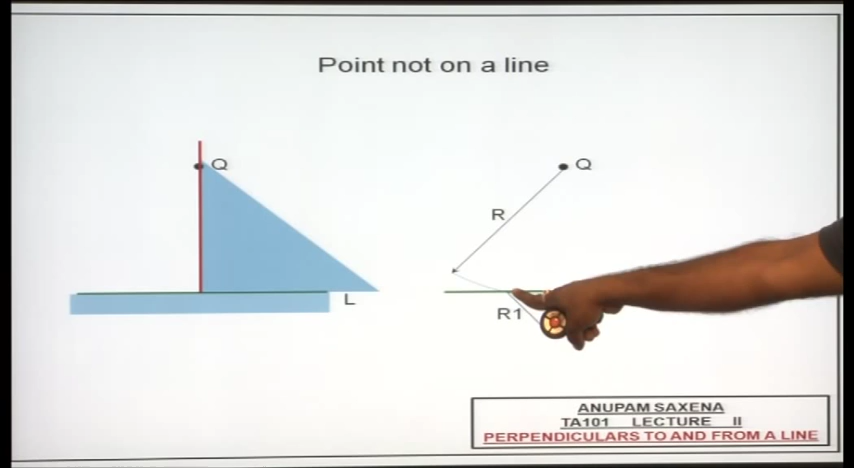 Point not on a line
Q
Q
R
L
R1
ANUPAM SAXENA
TA101 LECTURE II
PERPENDICULARS TO AND FROM A LINE